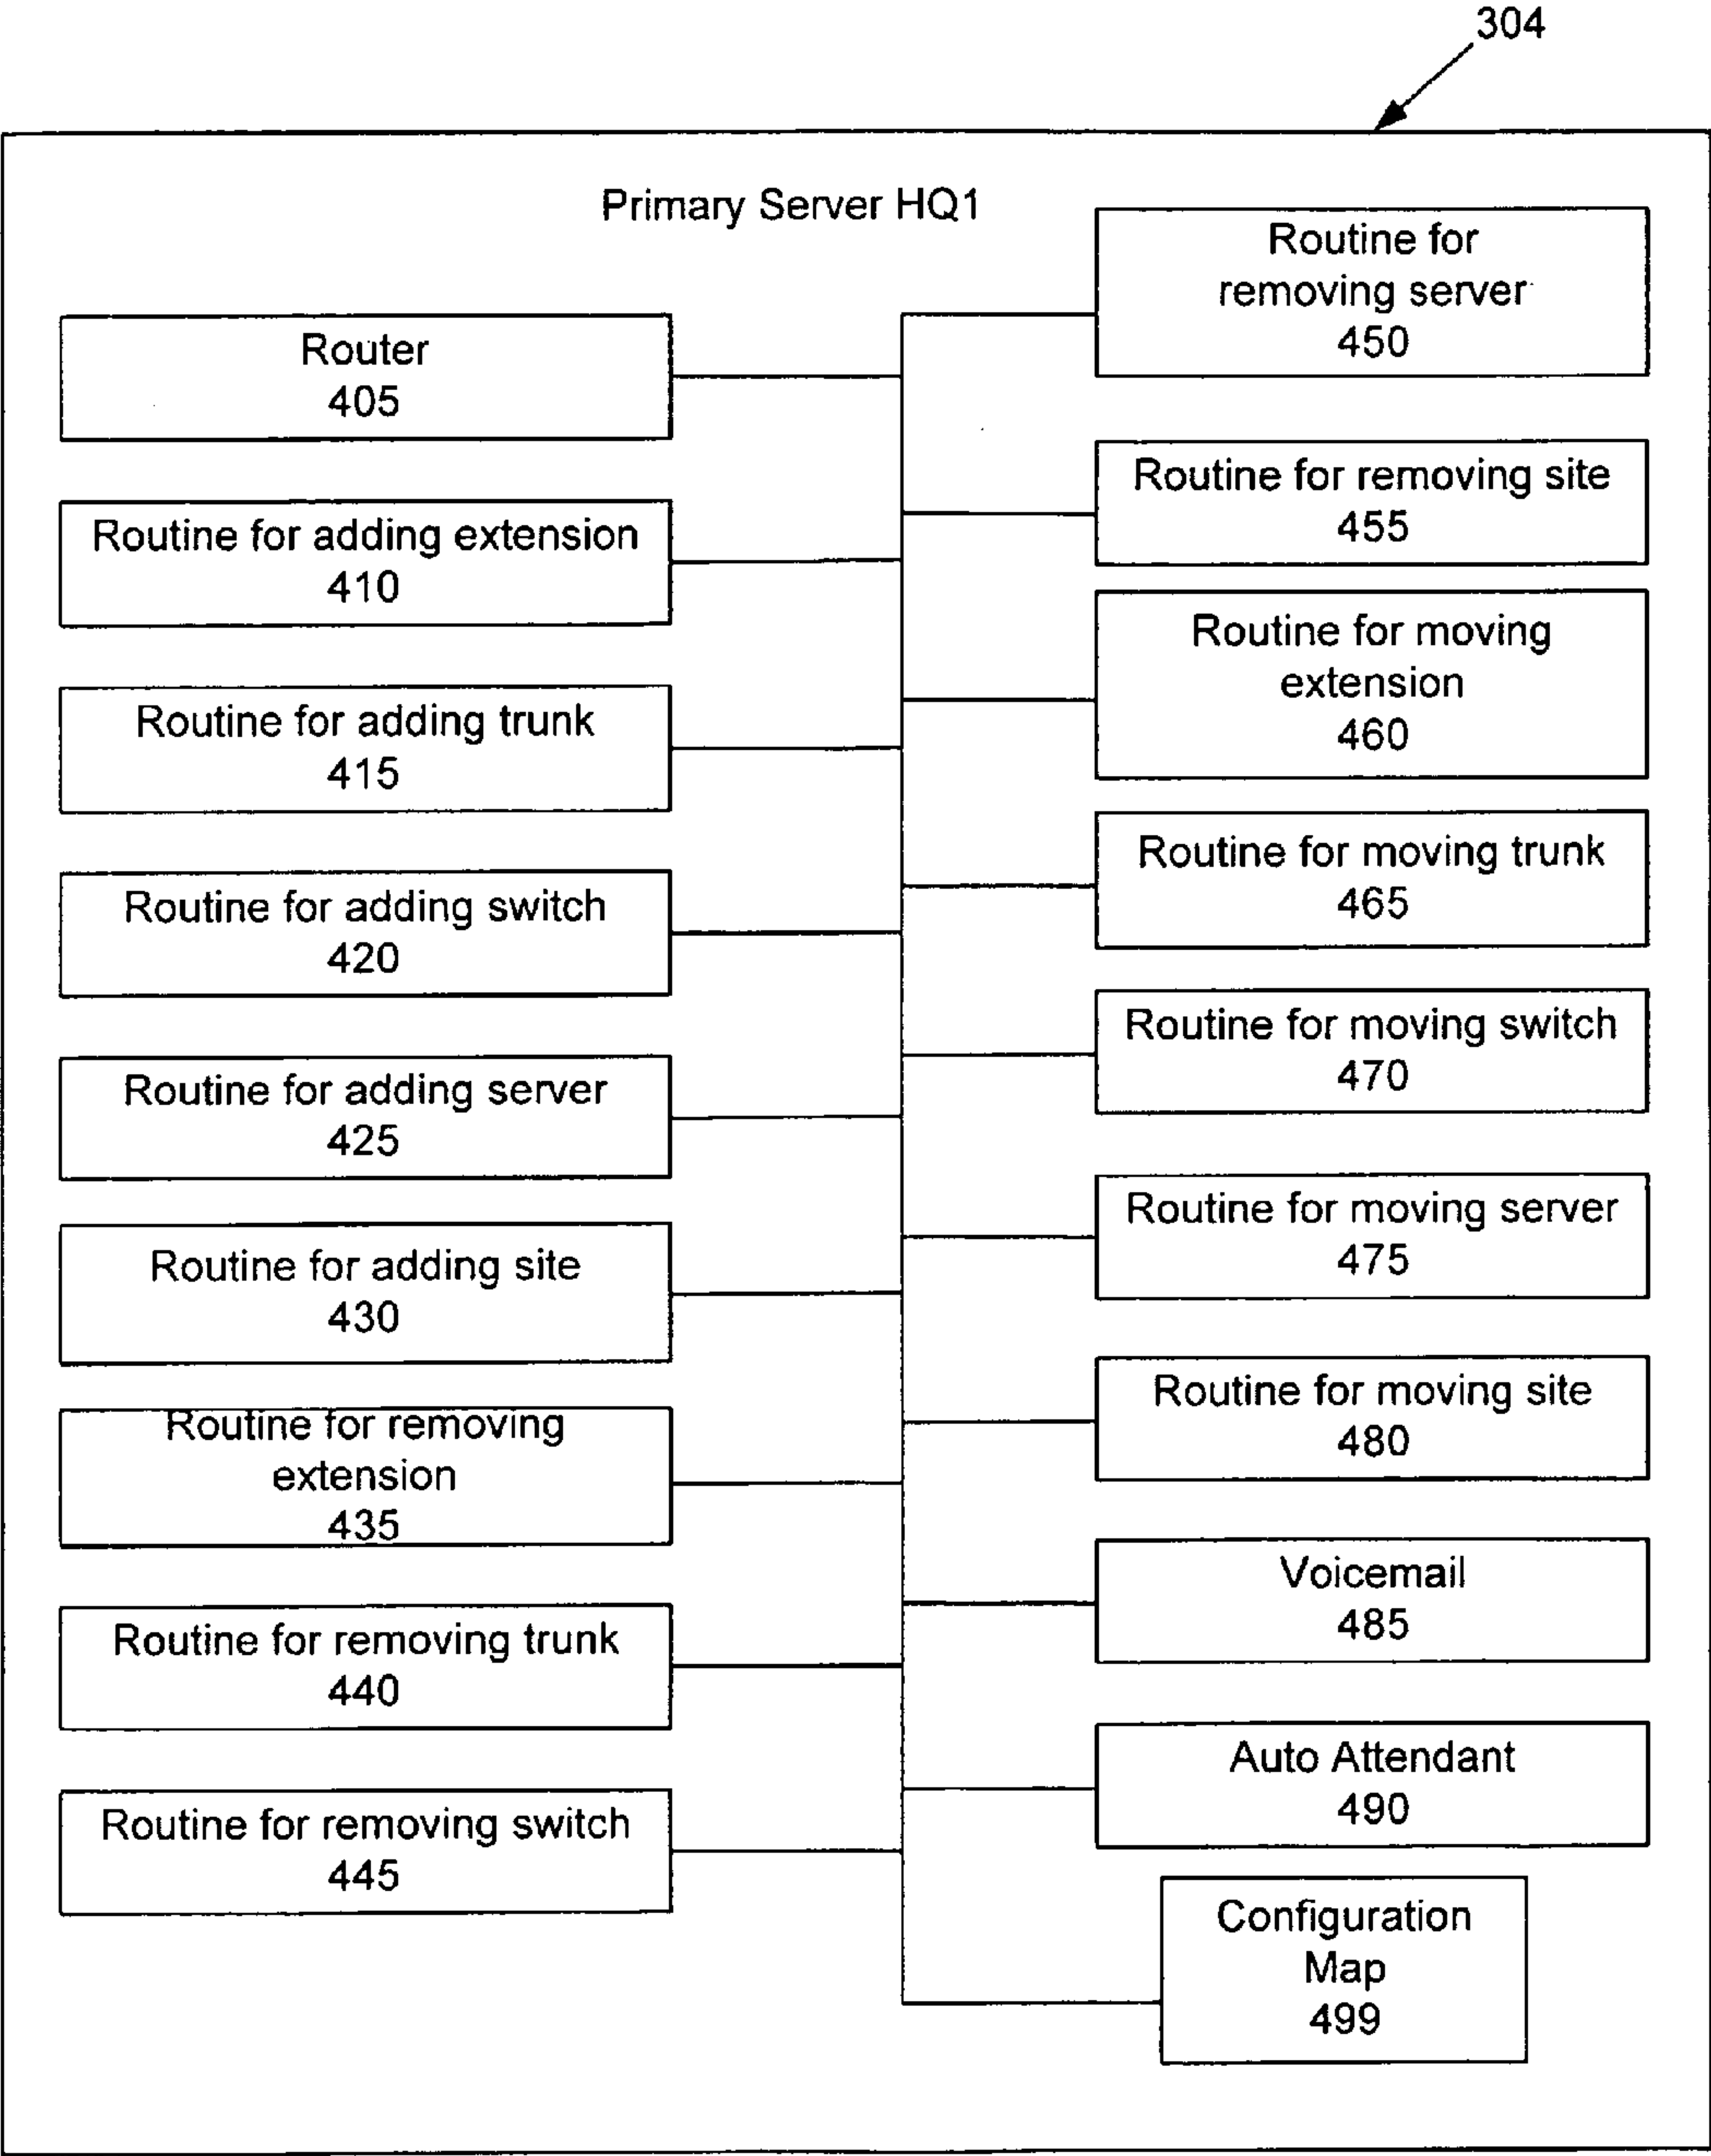 304
Primary Server HQ1
Router
405
Routine for adding extension
410
Routine for adding trunk
415
Routine for adding switch
420
Routine for adding server
425
Routine for adding site
430
Routine for removing
extension
435
Routine for removing trunk
440
Routine for removing switch
445
Routine for
removing server
450
Routine for removing site
455
Routine for moving
extension
460
Routine for moving trunk
465
Routine for moving switch
470
Routine for moving server
475
Routine for moving site
480
Voicemail
485
Auto Attendant
490
Configuration
Map
499